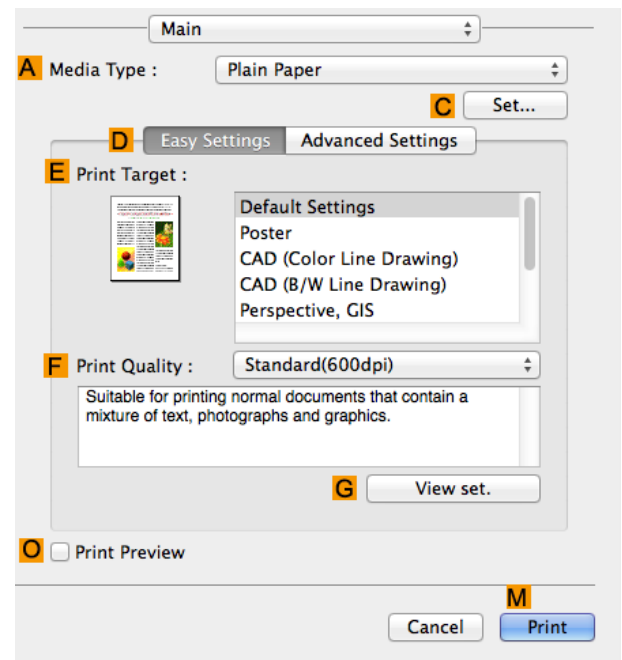 Main
A Media Type : Plain Paper
C Set...
D Easy Settings Advanced Settings
E Print Target :
Default Settings
Poster
CAD (Color Line Drawing)
CAD (B/W Line Drawing)
Perspective, GIS
F Print Quality : Standard(600dpi)
Suitable for printing normal documents that contain a
mixture of text, photographs and graphics.
G View set.
O Print Preview
M
Cancel Print